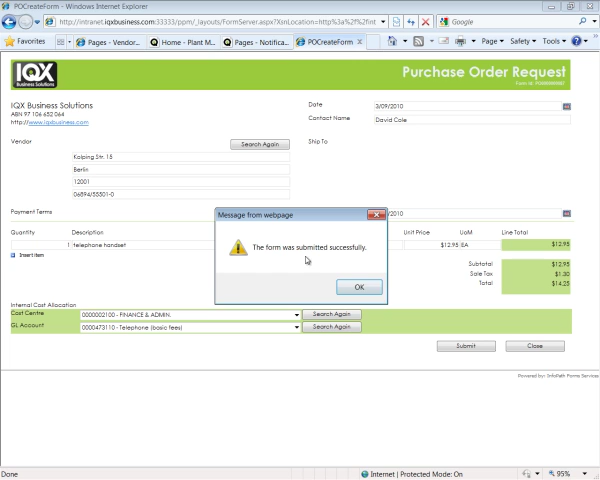 POCreateForm - Windows Internet Explorer
http://intranet.iqxbusiness.com:33333/ppm/_layouts/FormServer.aspx?XsnLocation=http%3a%2f%2fint
Google
Favorites
Pages - Vendor...
Home - Plant M...
Pages - Notifica...
POCreateForm
Page
Safety
Tools
IQX
Business Solutions
Purchase Order Request
IQX Business Solutions
ABN 97 106 652 064
http://www.iqxbusiness.com
Date
3/09/2010
Contact Name
David Cole
Vendor
Search Again
Ship To
Kolping Str. 15
Berlin
12001
06894/55501-0
Payment Terms
/2010
Quantity
Description
Unit Price
UoM
Line Total
1
telephone handset
$12.95
EA
$12.95
Insert item
Subtotal
$12.95
Sale Tax
$1.30
Total
$14.25
Message from webpage
The form was submitted successfully.
OK
Internal Cost Allocation
Cost Centre
0000002100 - FINANCE & ADMIN.
Search Again
GL Account
0000473110 - Telephone (basic fees)
Search Again
Submit
Close
Powered by: InfoPath Forms Services
Done
Internet | Protected Mode: On
95%